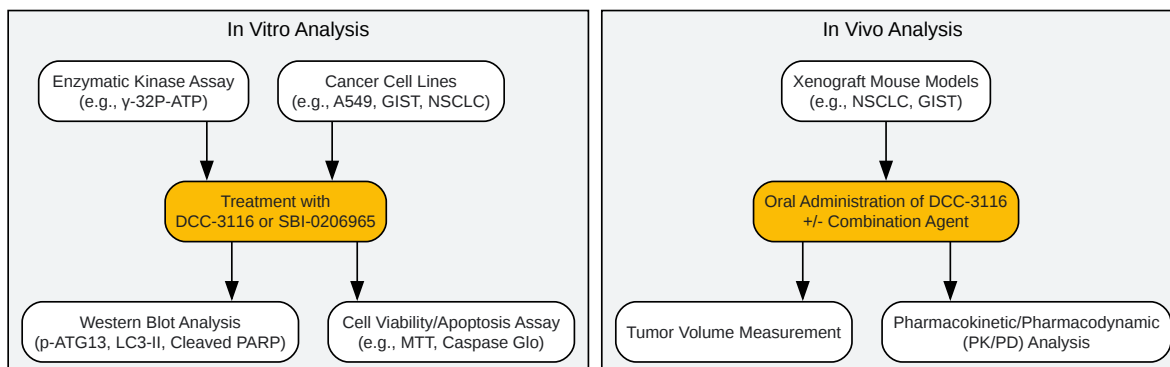 In Vitro Analysis
Enzymatic Kinase Assay
(e.g., γ-32P-ATP)
Cancer Cell Lines
(e.g., A549, GIST, NSCLC)
Treatment with
DCC-3116 or SBI-0206965
Western Blot Analysis
(p-ATG13, LC3-II, Cleaved PARP)
Cell Viability/Apoptosis Assay
(e.g., MTT, Caspase Glo)
In Vivo Analysis
Xenograft Mouse Models
(e.g., NSCLC, GIST)
Oral Administration of DCC-3116
+/- Combination Agent
Tumor Volume Measurement
Pharmacokinetic/Pharmacodynamic
(PK/PD) Analysis